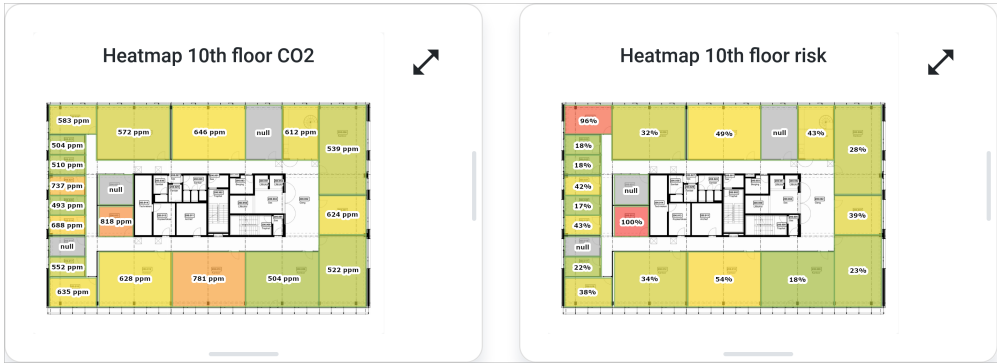 Heatmap 10th floor CO2
583 ppm
572 ppm
646 ppm
null
612 ppm
539 ppm
504 ppm
510 ppm
737 ppm
null
493 ppm
818 ppm
624 ppm
688 ppm
null
552 ppm
628 ppm
781 ppm
504 ppm
522 ppm
635 ppm
Heatmap 10th floor risk
96%
32%
49%
null
43%
28%
18%
18%
42%
null
17%
100%
39%
43%
null
22%
34%
54%
18%
23%
38%